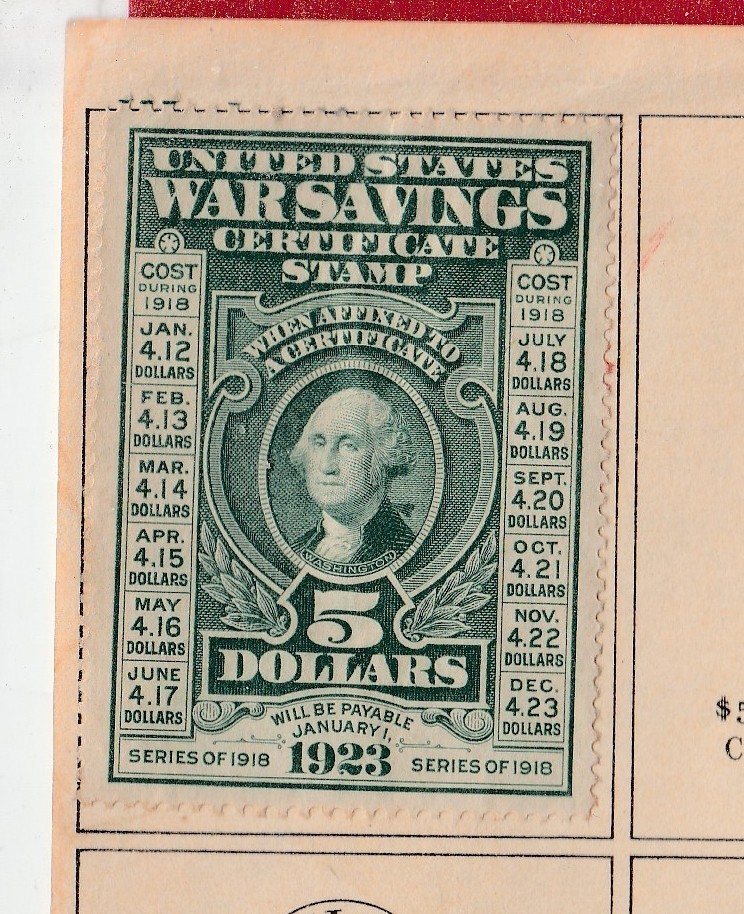 UNITED STATES
WAR SAVINGS
CERTIFICATE
STAMP
WHEN AFFIXED TO
A CERTIFICATE
COST
DURING
1918
JAN.
4.12
DOLLARS
FEB.
4.13
DOLLARS
MAR.
4.14
DOLLARS
APR.
4.15
DOLLARS
MAY
4.16
DOLLARS
JUNE
4.17
DOLLARS
COST
DURING
1918
JULY
4.18
DOLLARS
AUG.
4.19
DOLLARS
SEPT.
4.20
DOLLARS
OCT.
4.21
DOLLARS
NOV.
4.22
DOLLARS
DEC.
4.23
DOLLARS
WASHINGTON
5
DOLLARS
WILL BE PAYABLE
JANUARY 1,
1923
SERIES OF 1918
SERIES OF 1918
$5
C